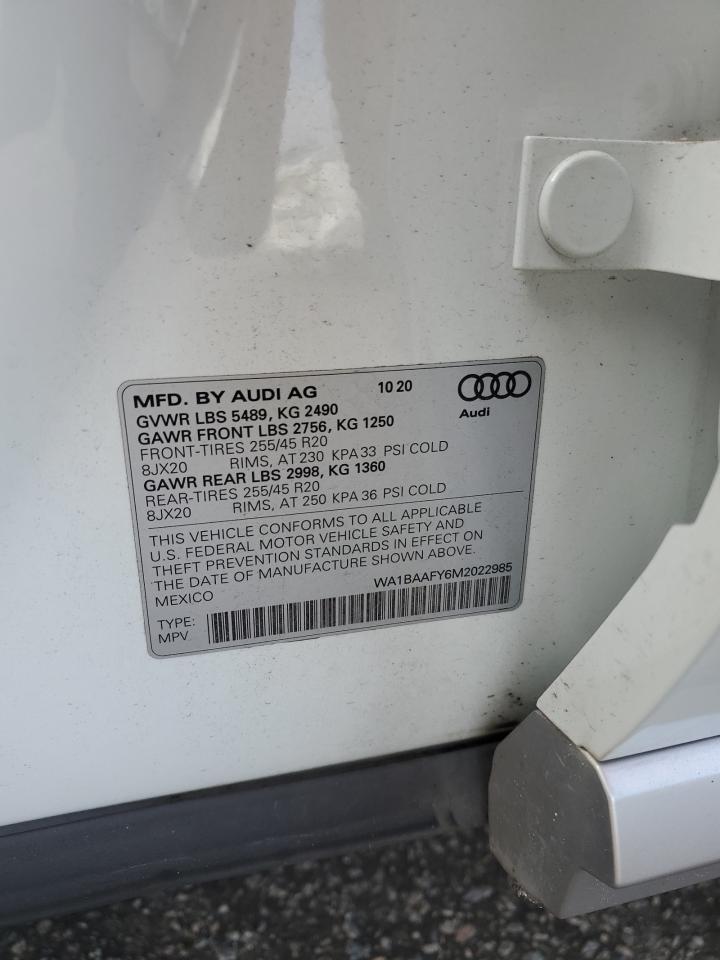 MFD. BY AUDI AG 10 20
Audi
GVWR LBS 5489, KG 2490
GAWR FRONT LBS 2756, KG 1250
FRONT-TIRES 255/45 R20
8JX20 RIMS, AT 230 KPA 33 PSI COLD
GAWR REAR LBS 2998, KG 1360
REAR-TIRES 255/45 R20
8JX20 RIMS, AT 250 KPA 36 PSI COLD
THIS VEHICLE CONFORMS TO ALL APPLICABLE
U.S. FEDERAL MOTOR VEHICLE SAFETY AND
THEFT PREVENTION STANDARDS IN EFFECT ON
THE DATE OF MANUFACTURE SHOWN ABOVE.
MEXICO WA1BAAFY6M2022985
TYPE:
MPV